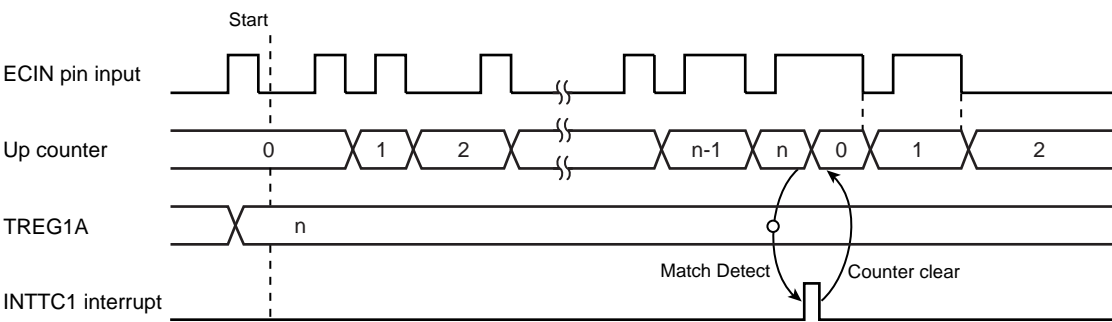 Start
ECIN pin input
Up counter 0 1 2 n-1 n 0 1 2
TREG1A n
Match Detect Counter clear
INTTC1 interrupt